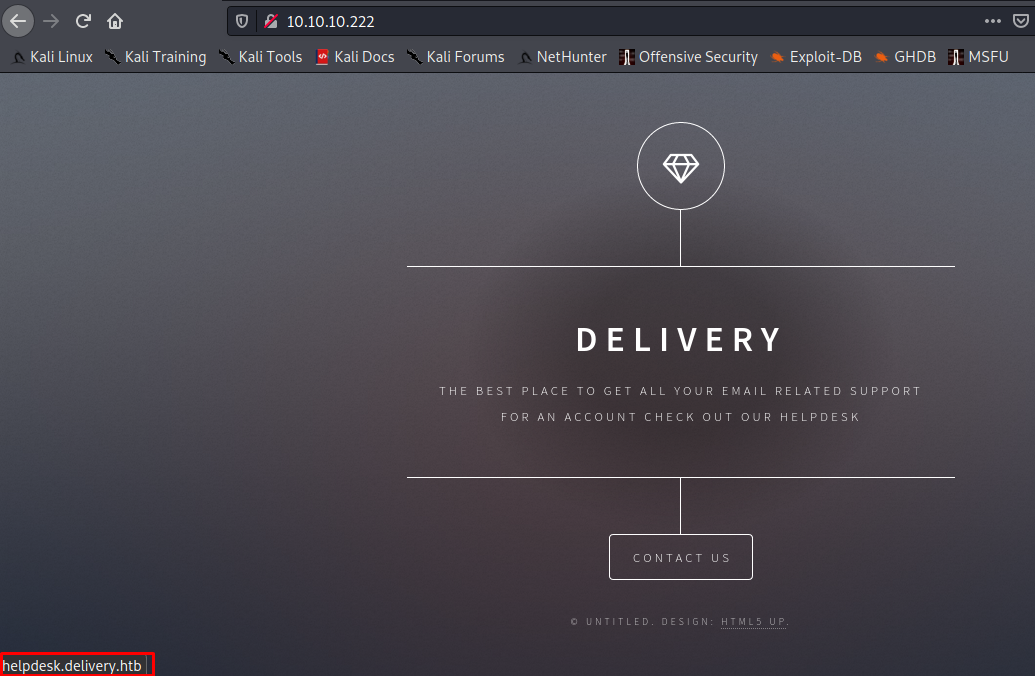 10.10.10.222
Kali Linux Kali Training Kali Tools Kali Docs Kali Forums NetHunter Offensive Security Exploit-DB GHDB MSFU
DELIVERY
THE BEST PLACE TO GET ALL YOUR EMAIL RELATED SUPPORT
FOR AN ACCOUNT CHECK OUT OUR HELPDESK
CONTACT US
© UNTITLED. DESIGN: HTML5 UP.
helpdesk.delivery.htb